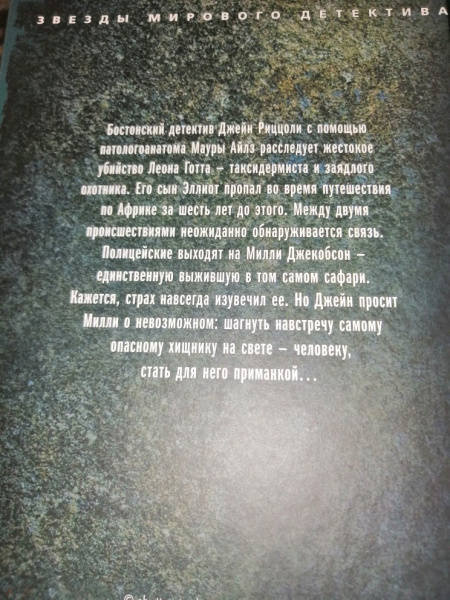 ЗВЕЗДЫ МИРОВОГО ДЕТЕКТИВА
Бостонский детектив Джейн Риццоли с помощью
патологоанатома Мауры Айлз расследует жестокое
убийство Леона Готта – таксидермиста и заядлого
охотника. Его сын Эллиот пропал во время путешествия
по Африке за шесть лет до этого. Между двумя
происшествиями неожиданно обнаруживается связь.
Полицейские выходят на Милли Джекобсон –
единственную выжившую в том самом сафари.
Кажется, страх навсегда изувечил ее. Но Джейн просит
Милли о невозможном: шагнуть навстречу самому
опасному хищнику на свете – человеку,
стать для него приманкой...